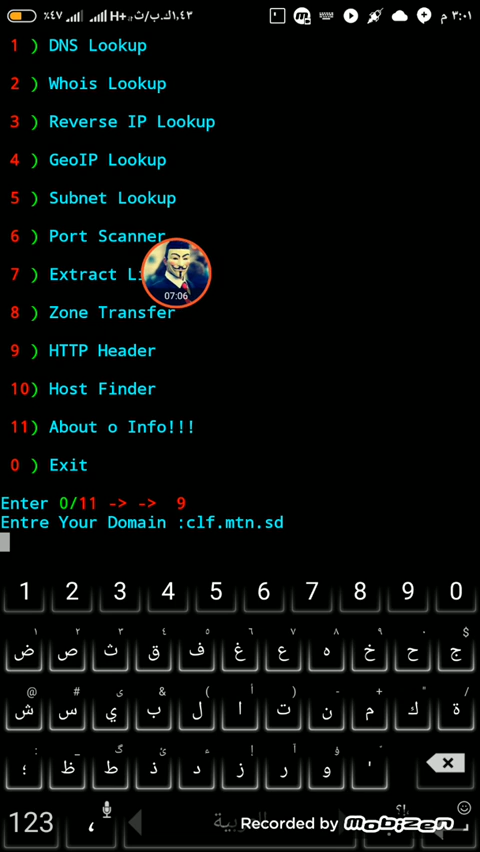 ٪٤٧ H+ ١,٤٣ك.ب/ث ٣:٠١ م
1 ) DNS Lookup
2 ) Whois Lookup
3 ) Reverse IP Lookup
4 ) GeoIP Lookup
5 ) Subnet Lookup
6 ) Port Scanner
7 ) Extract
07:06
8 ) Zone Transfer
9 ) HTTP Header
10) Host Finder
11) About o Info!!!
0 ) Exit
Enter 0/11 -> -> 9
Entre Your Domain :clf.mtn.sd
1 2 3 4 5 6 7 8 9 0
ض ص ث ق ف غ ع ه خ ح ج
ش س ي ب ل ا ت ن م ك ة
؛ ظ ط ذ د ز ر و '
123 ، العربية
Recorded by mobizen